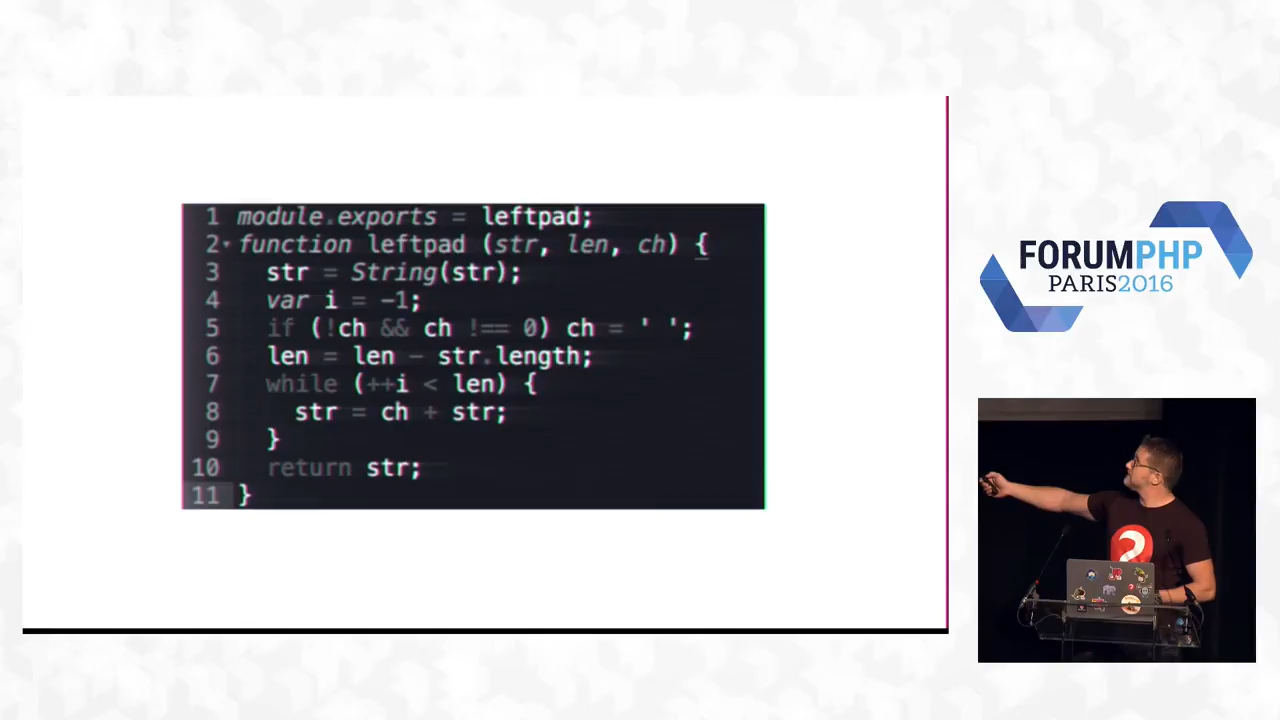 1 module.exports = leftpad;
2 function leftpad (str, len, ch) {
3 str = String(str);
4 var i = -1;
5 if (!ch && ch !== 0) ch = ' ';
6 len = len - str.length;
7 while (++i < len) {
8 str = ch + str;
9 }
10 return str;
11 }
FORUMPHP
PARIS2016